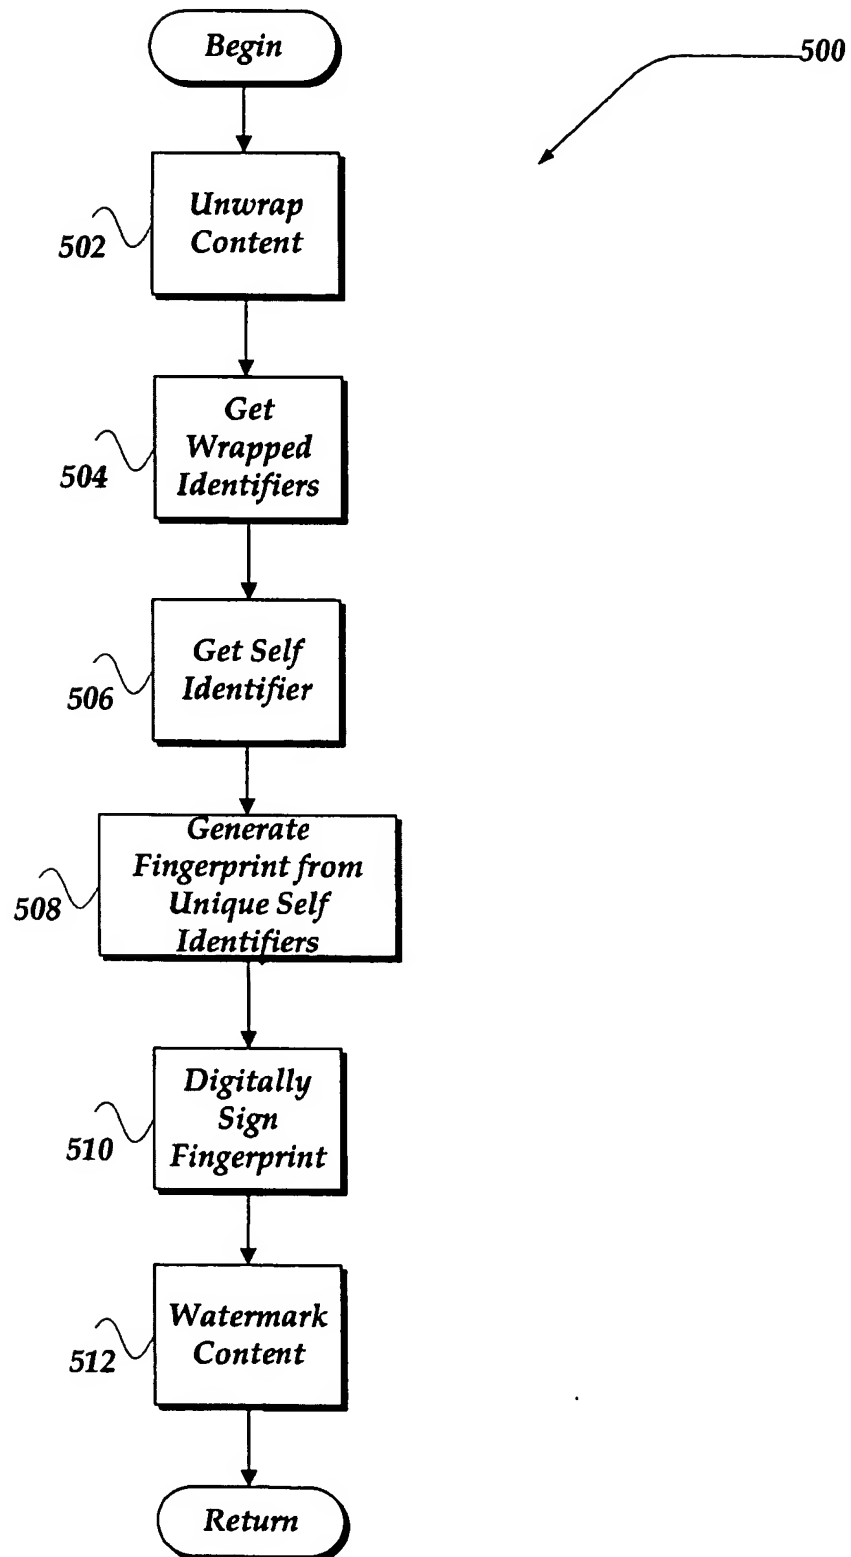 Begin
500
Unwrap
Content
502
Get
Wrapped
Identifiers
504
Get Self
Identifier
506
Generate
Fingerprint from
Unique Self
Identifiers
508
Digitally
Sign
Fingerprint
510
Watermark
Content
512
Return